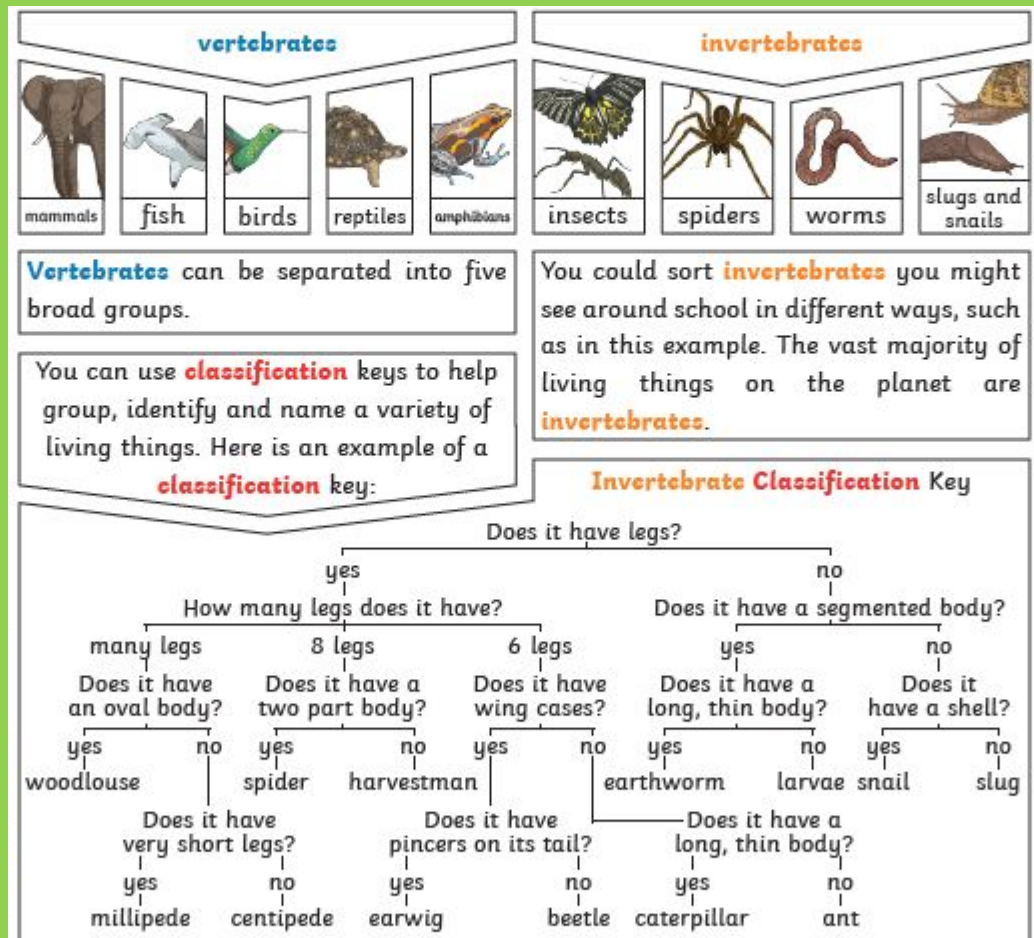 vertebrates
mammals
fish
birds
reptiles
amphibians
Vertebrates can be separated into five
broad groups.
You can use classification keys to help
group, identify and name a variety of
living things. Here is an example of a
classification key:
invertebrates
insects
spiders
worms
slugs and
snails
You could sort invertebrates you might
see around school in different ways, such
as in this example. The vast majority of
living things on the planet are
invertebrates.
Invertebrate Classification Key
Does it have legs?
yes no
How many legs does it have? Does it have a segmented body?
many legs 8 legs 6 legs yes no
Does it have Does it have a Does it have Does it have a Does it
an oval body? two part body? wing cases? long, thin body? have a shell?
yes no yes no yes no yes no yes no
woodlouse spider harvestman earthworm larvae snail slug
Does it have Does it have Does it have a
very short legs? pincers on its tail? long, thin body?
yes no yes no yes no
millipede centipede earwig beetle caterpillar ant